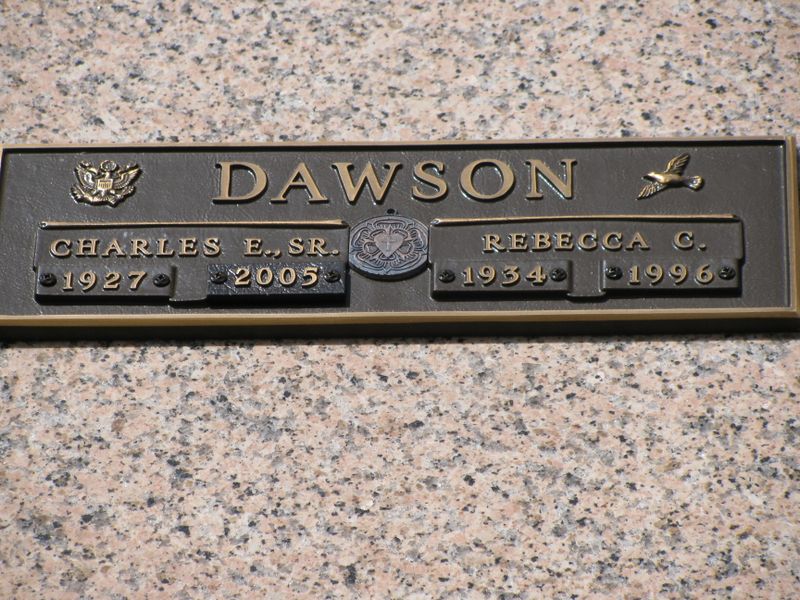 DAWSON
CHARLES E., SR. REBECCA C.
1927 2005 1934 1996